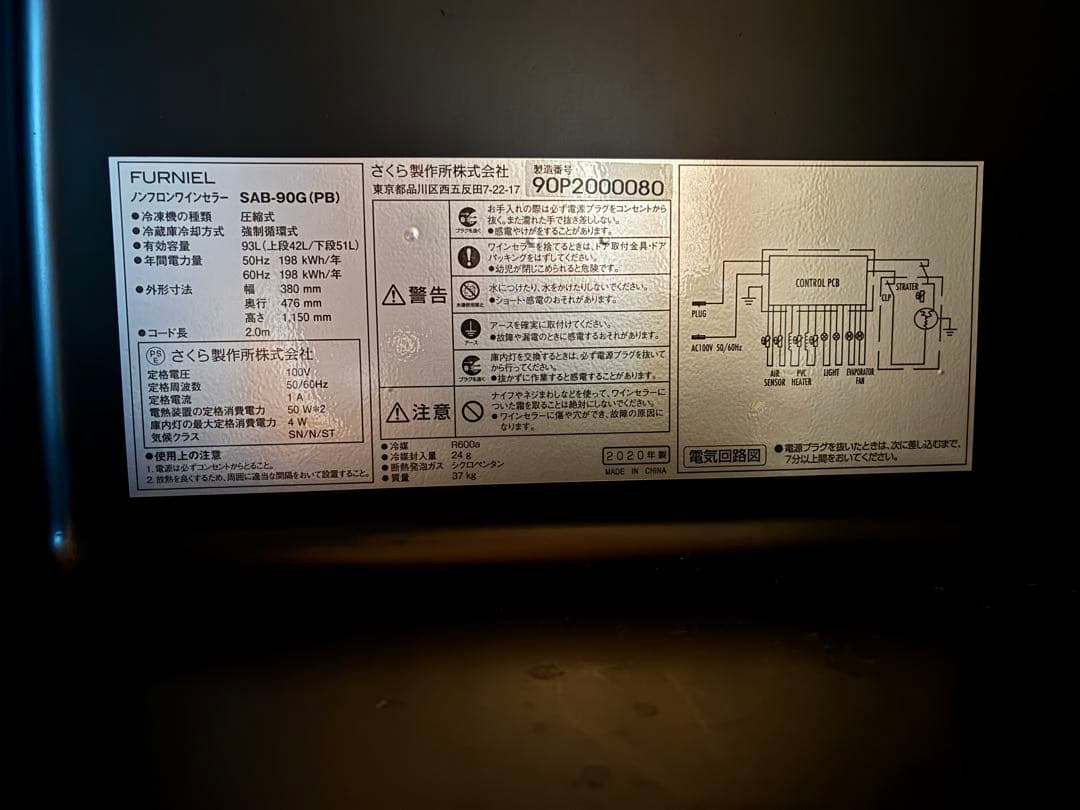 FURNIEL
ノンフロンワインセラー SAB-90G(PB)
●冷凍機の種類 圧縮式
●冷蔵庫冷却方式 強制循環式
●有効容量 93L(上段42L/下段51L)
●年間電力量 50Hz 198 kWh/年
60Hz 198 kWh/年
●外形寸法 幅 380 mm
奥行 476 mm
高さ 1,150 mm
●コード長 2.0m
PSE さくら製作所株式会社
定格電圧 100V
定格周波数 50/60Hz
定格電流 1 A
電熱装置の定格消費電力 50 W*2
庫内灯の最大定格消費電力 4 W
気候クラス SN/N/ST
●使用上の注意
1. 電源は必ずコンセントからとること。
2. 放熱を良くするため、周囲に適当な間隔をおいて設置すること。
さくら製作所株式会社
東京都品川区西五反田7-22-17
製造番号
90P2000080
警告
プラグを抜く
お手入れの際は必ず電源プラグをコンセントから
抜く。また濡れた手で抜き差ししない。
●感電やけがをすることがあります。
ワインセラーを捨てるときは、ドア取付金具・ドア
パッキングをはずしてください。
●幼児が閉じこめられると危険です。
水濡使用禁止
水につけたり、水をかけたりしないでください。
●ショート・感電のおそれがあります。
アース
アースを確実に取付けてください。
●故障や漏電のときに感電するおそれがあります。
プラグを抜く
庫内灯を交換するときは、必ず電源プラグを抜いて
から行ってください。
●抜かずに作業すると感電することがあります。
注意
ナイフやネジまわしなどを使って、ワインセラーに
ついた霜を取ることは絶対にしないでください。
●ワインセラーに傷や穴ができ、故障の原因に
なります。
●冷媒 R600a
●冷媒封入量 24 g
●断熱発泡ガス シクロペンタン
●質量 37 kg
2020年製
MADE IN CHINA
CONTROL PCB
STRATER
CLP
PLUG
AC100V 50/60Hz
AIR SENSOR
PVC HEATER
LIGHT
EVAPORATOR FAN
電気回路図
●電源プラグを抜いたときは、次に差し込むまで、
7分以上間をおいてください。